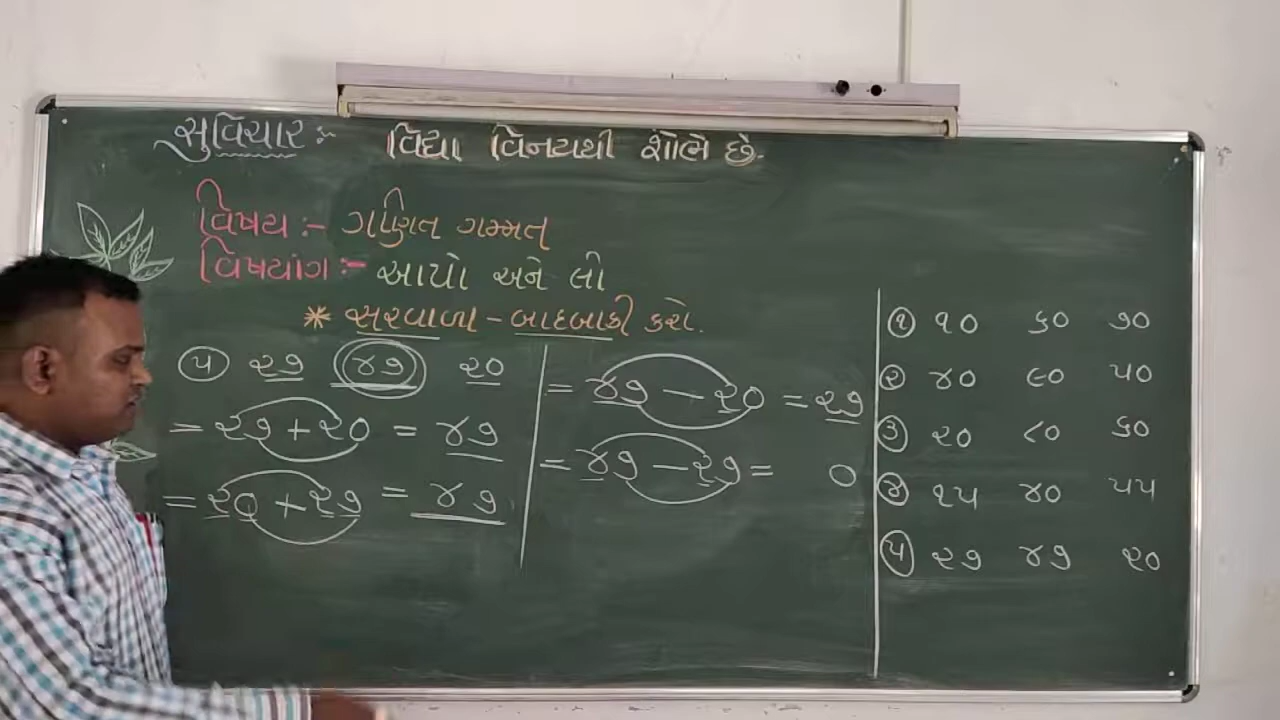 સુવિચાર :- વિદ્યા વિનયથી શોભે છે.
વિષય :- ગણિત ગમ્મત
વિષયાંગ :- આપો અને લો
* સરવાળા - બાદબાકી કરો.
૫ ૨૭ ૪૭ ૨૦
= ૨૭ + ૨૦ = ૪૭
= ૨૦ + ૨૭ = ૪૭
= ૪૭ - ૨૦ = ૨૭
= ૪૭ - ૨૭ = ૦
૧ ૧૦ ૬૦ ૭૦
૨ ૪૦ ૯૦ ૫૦
૩ ૨૦ ૮૦ ૬૦
૪ ૧૫ ૪૦ ૫૫
૫ ૨૭ ૪૭ ૨૦